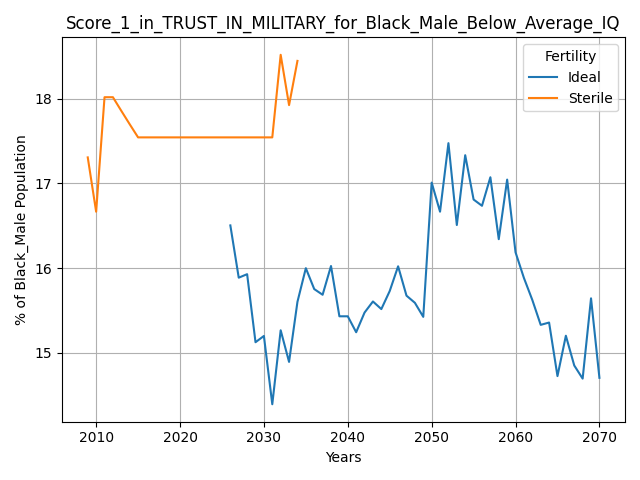 Score_1_in_TRUST_IN_MILITARY_for_Black_Male_Below_Average_IQ
Fertility
Ideal
Sterile
% of Black_Male Population
18
17
16
15
2010 2020 2030 2040 2050 2060 2070
Years